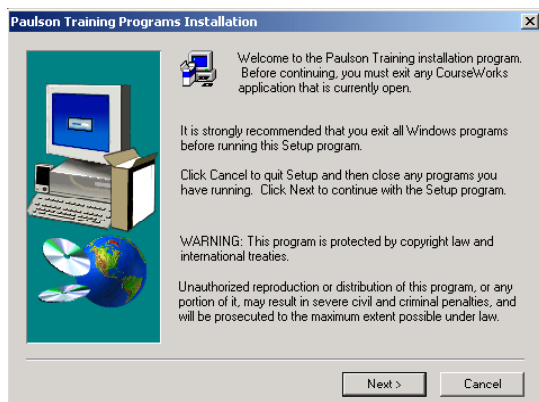 Paulson Training Programs Installation
Welcome to the Paulson Training installation program.
Before continuing, you must exit any CourseWorks
application that is currently open.
It is strongly recommended that you exit all Windows programs
before running this Setup program.
Click Cancel to quit Setup and then close any programs you
have running. Click Next to continue with the Setup program.
WARNING: This program is protected by copyright law and
international treaties.
Unauthorized reproduction or distribution of this program, or any
portion of it, may result in severe civil and criminal penalties, and
will be prosecuted to the maximum extent possible under law.
Next >
Cancel